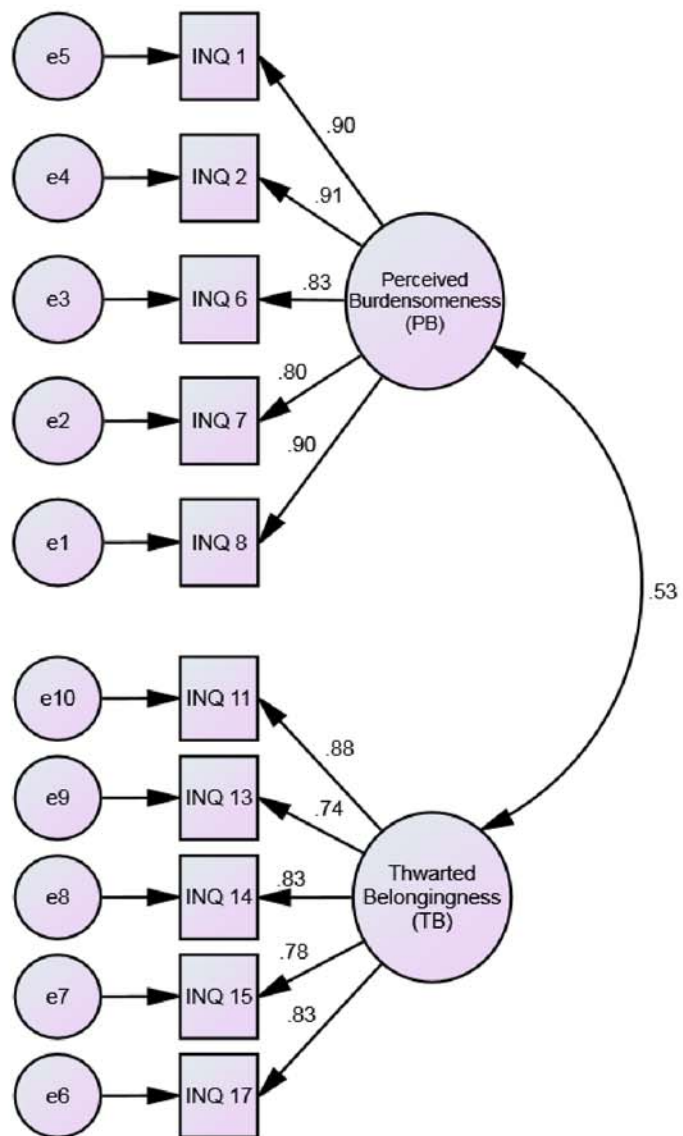 e5
INQ 1
.90
e4
INQ 2
.91
e3
INQ 6
.83
Perceived
Burdensomeness
(PB)
e2
INQ 7
.80
e1
INQ 8
.90
.53
e10
INQ 11
.88
e9
INQ 13
.74
e8
INQ 14
.83
Thwarted
Belongingness
(TB)
e7
INQ 15
.78
e6
INQ 17
.83